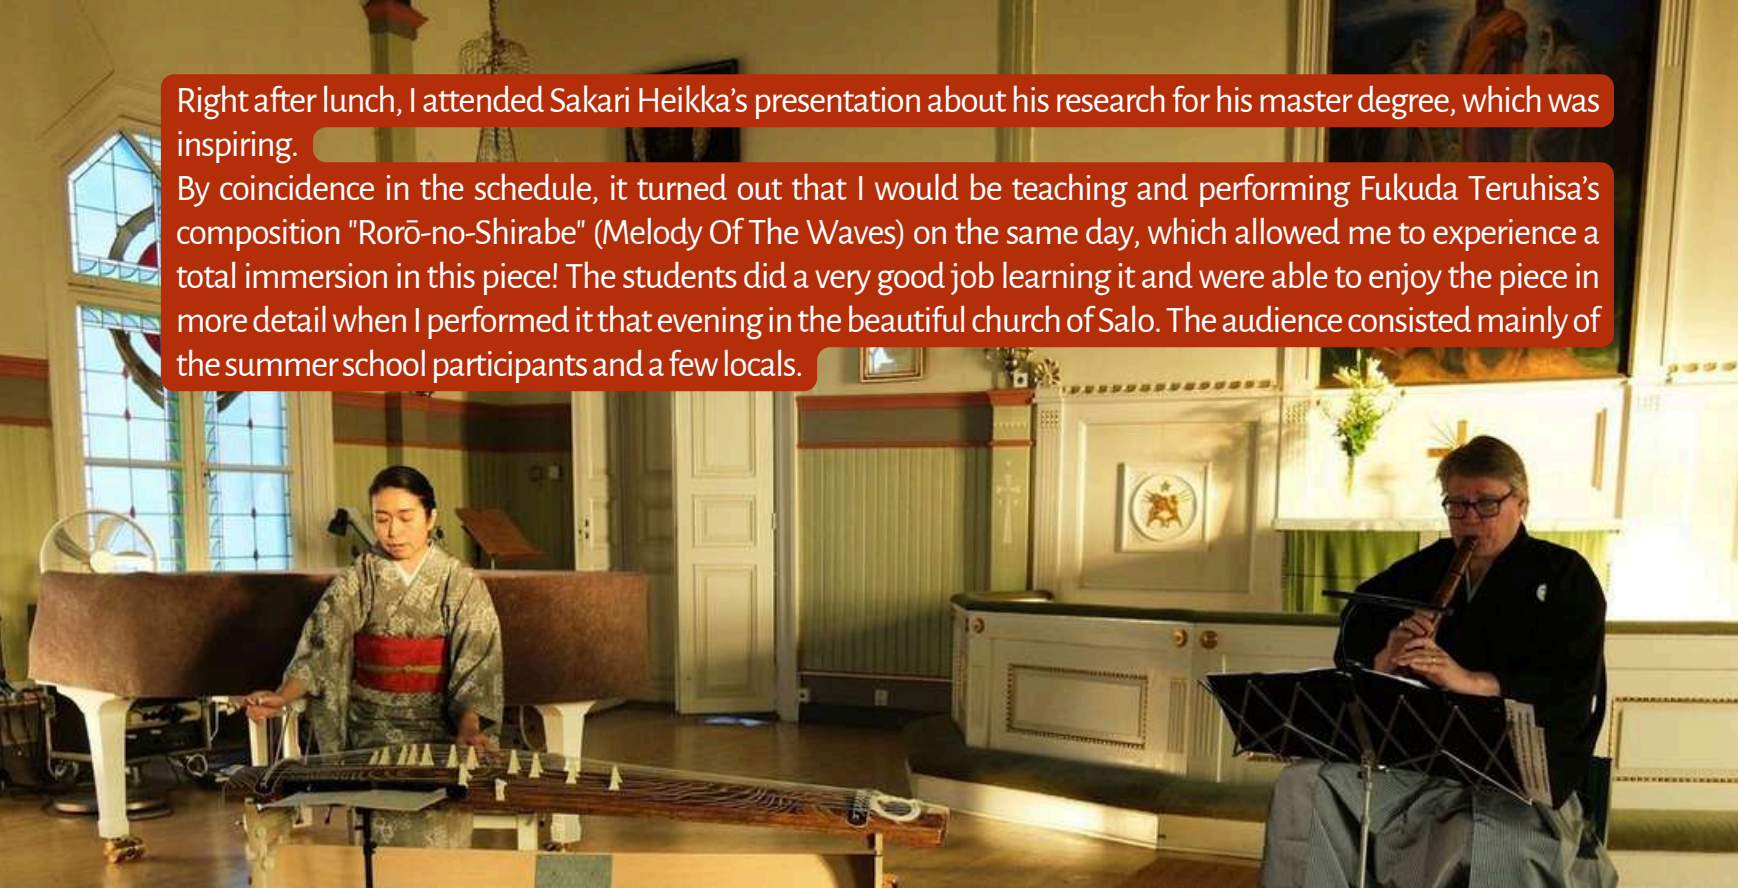 Right after lunch, I attended Sakari Heikka’s presentation about his research for his master degree, which was
inspiring.
By coincidence in the schedule, it turned out that I would be teaching and performing Fukuda Teruhisa’s
composition "Rorō-no-Shirabe" (Melody Of The Waves) on the same day, which allowed me to experience a
total immersion in this piece! The students did a very good job learning it and were able to enjoy the piece in
more detail when I performed it that evening in the beautiful church of Salo. The audience consisted mainly of
the summer school participants and a few locals.